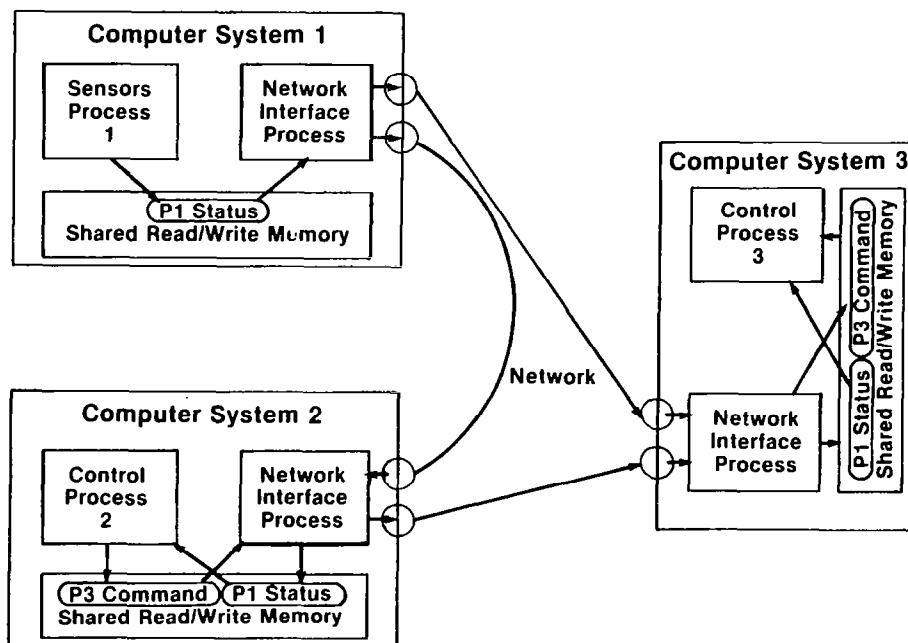 Computer System 1
Sensors
Process
1
Network
Interface
Process
P1 Status
Shared Read/Write Memory
Network
Computer System 2
Control
Process
2
Network
Interface
Process
P3 Command
P1 Status
Shared Read/Write Memory
Computer System 3
Control
Process
3
Network
Interface
Process
P3 Command
P1 Status
Shared Read/Write Memory